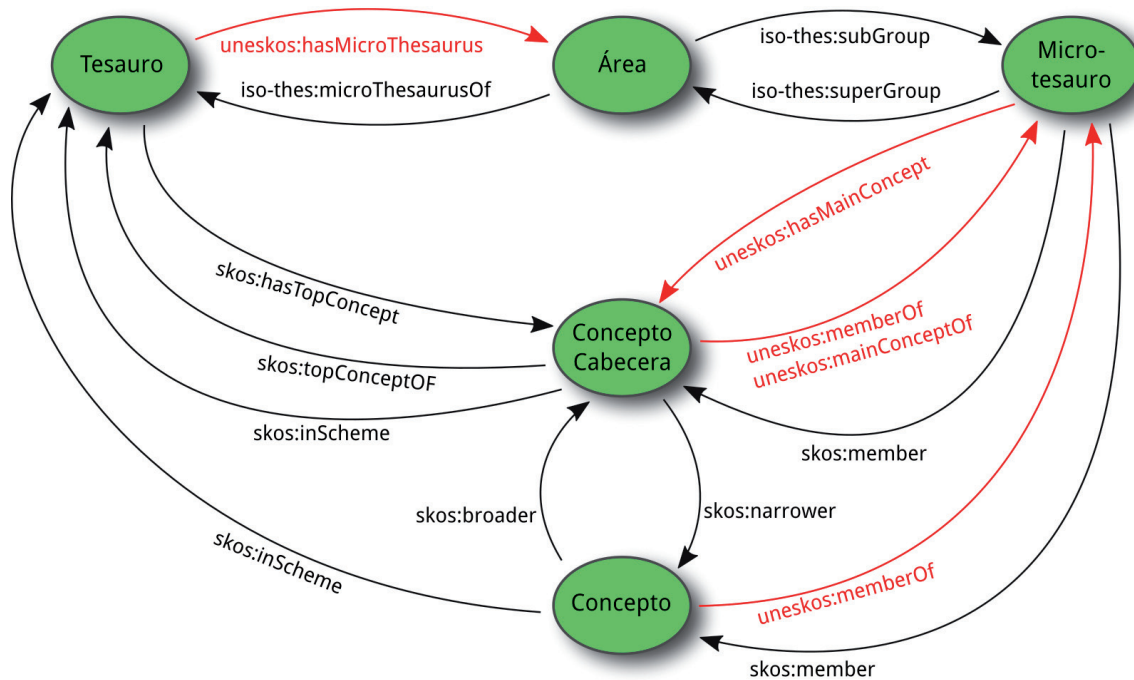 uneskos:hasMicroThesaurus
iso-thes:subGroup
Tesauro
Área
Micro-
tesauro
iso-thes:microThesaurusOf
iso-thes:superGroup
uneskos:hasMainConcept
skos:hasTopConcept
Concepto
Cabecera
uneskos:memberOf
uneskos:mainConceptOf
skos:topConceptOF
skos:inScheme
skos:member
skos:broader
skos:narrower
skos:inScheme
Concepto
uneskos:memberOf
skos:member